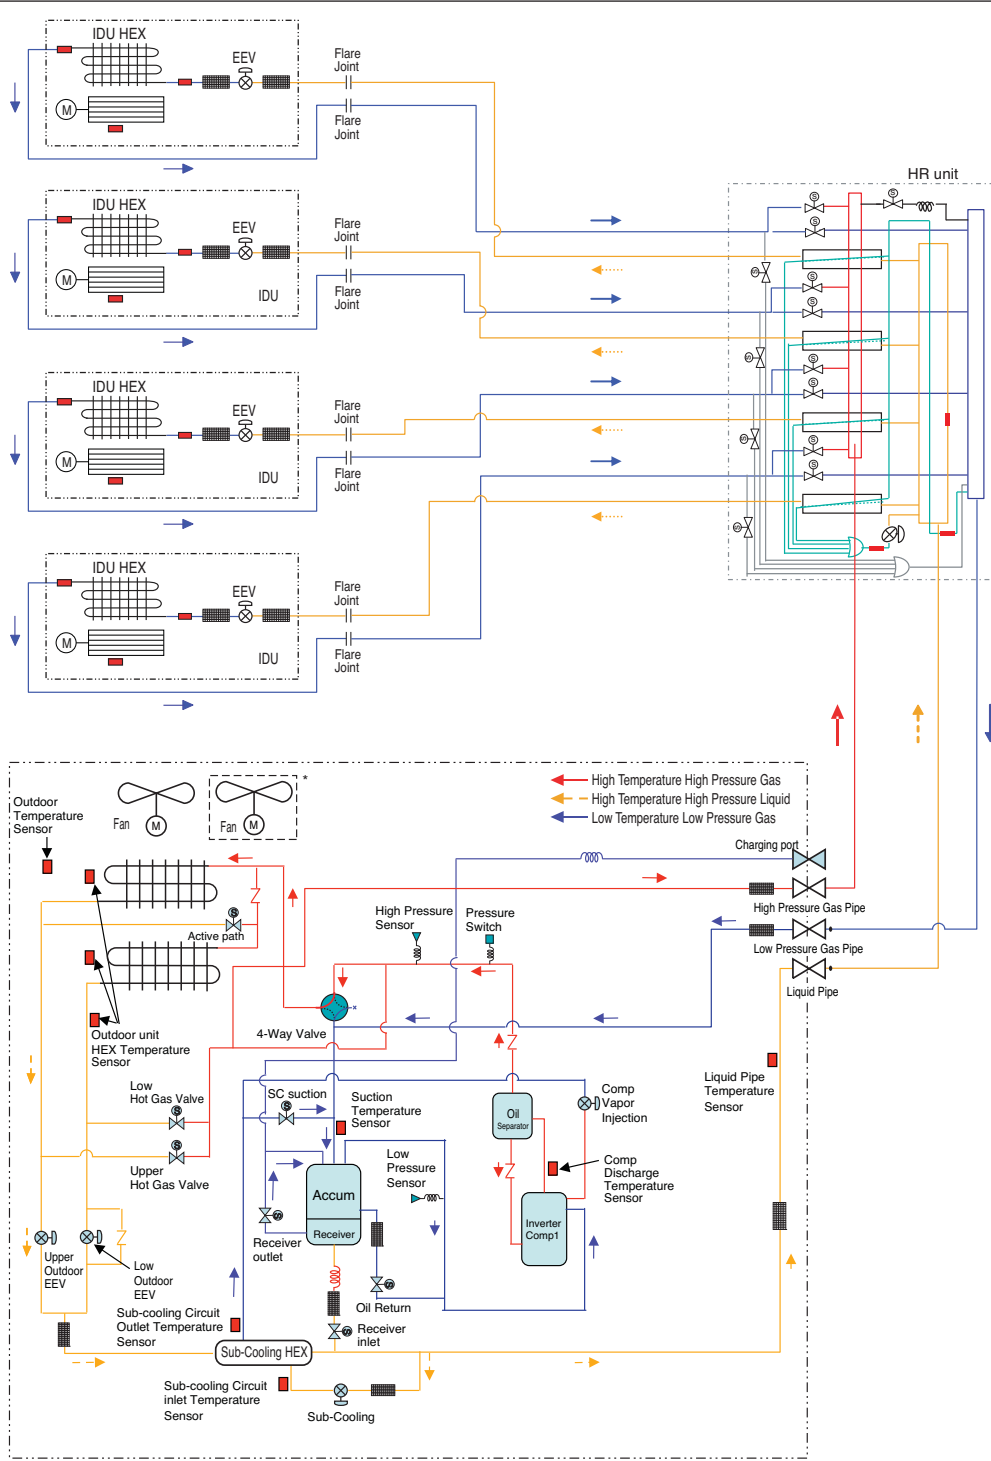 IDU HEX
EEV
M
Flare
Joint
Flare
Joint
IDU HEX
EEV
M
IDU
Flare
Joint
Flare
Joint
HR unit
S
S
S
S
S
S
S
S
S
S
S
S
S
IDU HEX
EEV
M
IDU
Flare
Joint
Flare
Joint
IDU HEX
EEV
M
IDU
Flare
Joint
Flare
Joint
Outdoor
Temperature
Sensor
Fan
M
Fan
M
*
High Temperature High Pressure Gas
High Temperature High Pressure Liquid
Low Temperature Low Pressure Gas
Charging port
High Pressure Gas Pipe
Low Pressure Gas Pipe
Liquid Pipe
S
Active path
High Pressure
Sensor
Pressure
Switch
4-Way Valve
Outdoor unit
HEX Temperature
Sensor
Low
Hot Gas Valve
S
Upper
Hot Gas Valve
S
SC suction
S
Suction
Temperature
Sensor
Oil
Separator
Comp
Vapor
Injection
Liquid Pipe
Temperature
Sensor
Low
Pressure
Sensor
Comp
Discharge
Temperature
Sensor
Accum
Receiver
Inverter
Comp1
S
Receiver
outlet
S
Oil Return
Upper
Outdoor
EEV
Low
Outdoor
EEV
Sub-cooling Circuit
Outlet Temperature
Sensor
S
Receiver
inlet
Sub-Cooling HEX
Sub-cooling Circuit
inlet Temperature
Sensor
Sub-Cooling